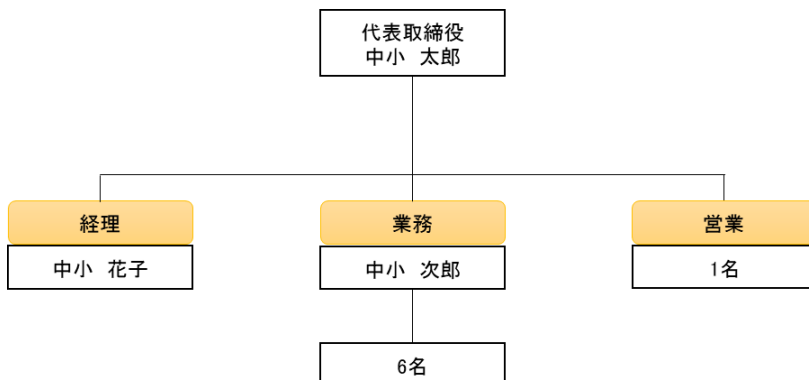 代表取締役
中小　太郎
経理
業務
営業
中小　花子
中小　次郎
1名
6名